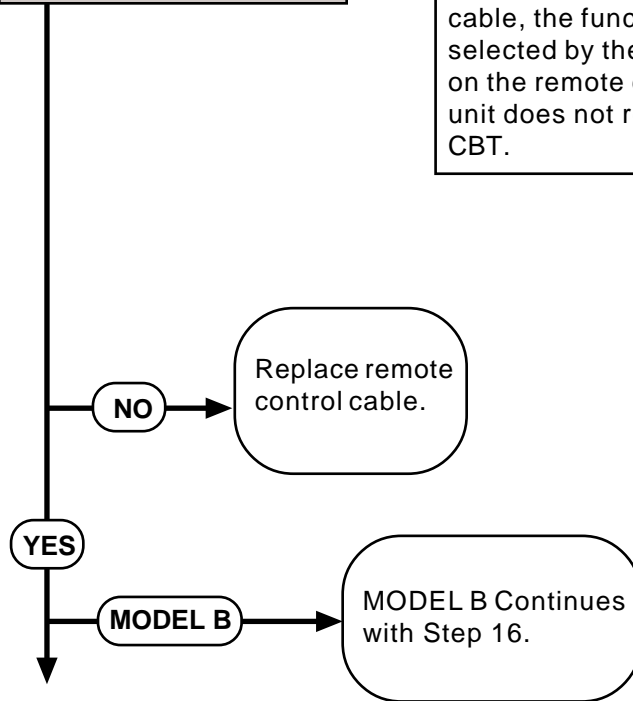 cable, the
selected by the
on the remote
unit does not
CBT.
Replace remote
control cable.
NO
YES
MODEL B
MODEL B Continues
with Step 16.